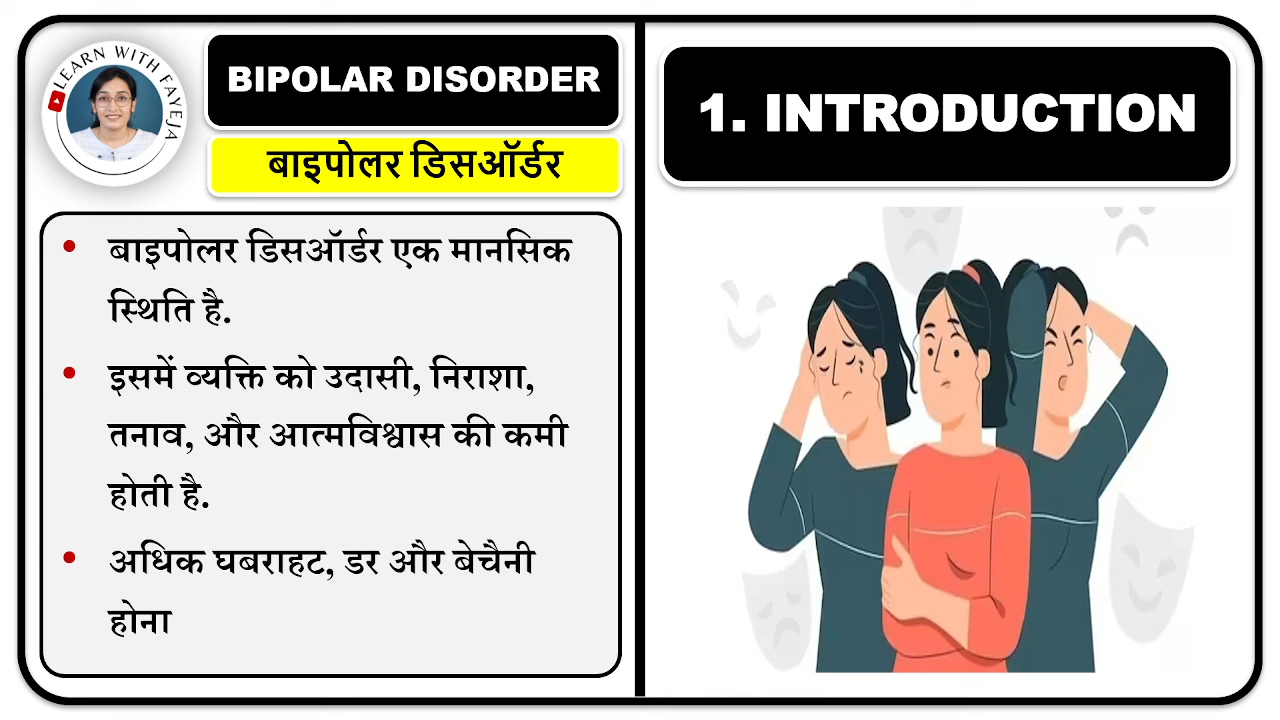 LEARN WITH FAYEJA
BIPOLAR DISORDER
बाइपोलर डिसऑर्डर
• बाइपोलर डिसऑर्डर एक मानसिक
स्थिति है.
• इसमें व्यक्ति को उदासी, निराशा,
तनाव, और आत्मविश्वास की कमी
होती है.
• अधिक घबराहट, डर और बेचैनी
होना
1. INTRODUCTION